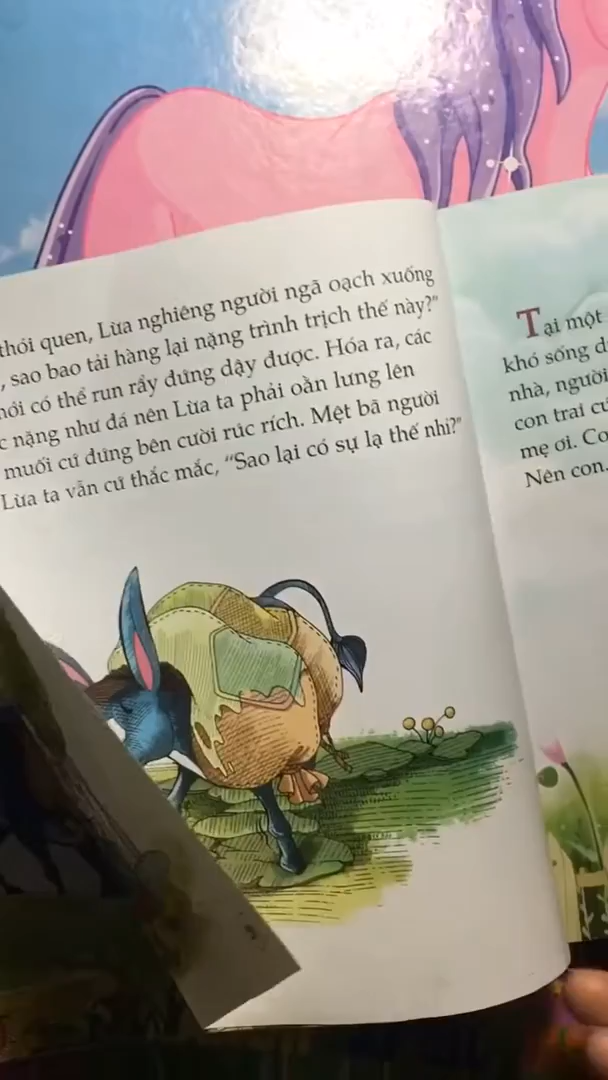 thói quen, Lừa nghiêng người ngã oạch xuống
, sao bao tải hàng lại nặng trình trịch thế này?"
mới có thể run rẩy đứng dậy được. Hóa ra, các
nặng như đá nên Lừa ta phải oằn lưng lên
muối cứ đứng bên cười rúc rích. Mệt bã người
Lừa ta vẫn cứ thắc mắc, "Sao lại có sự lạ thế nhỉ?"
Tại một
khó sống
nhà, người
con trai
mẹ ơi.
Nên con